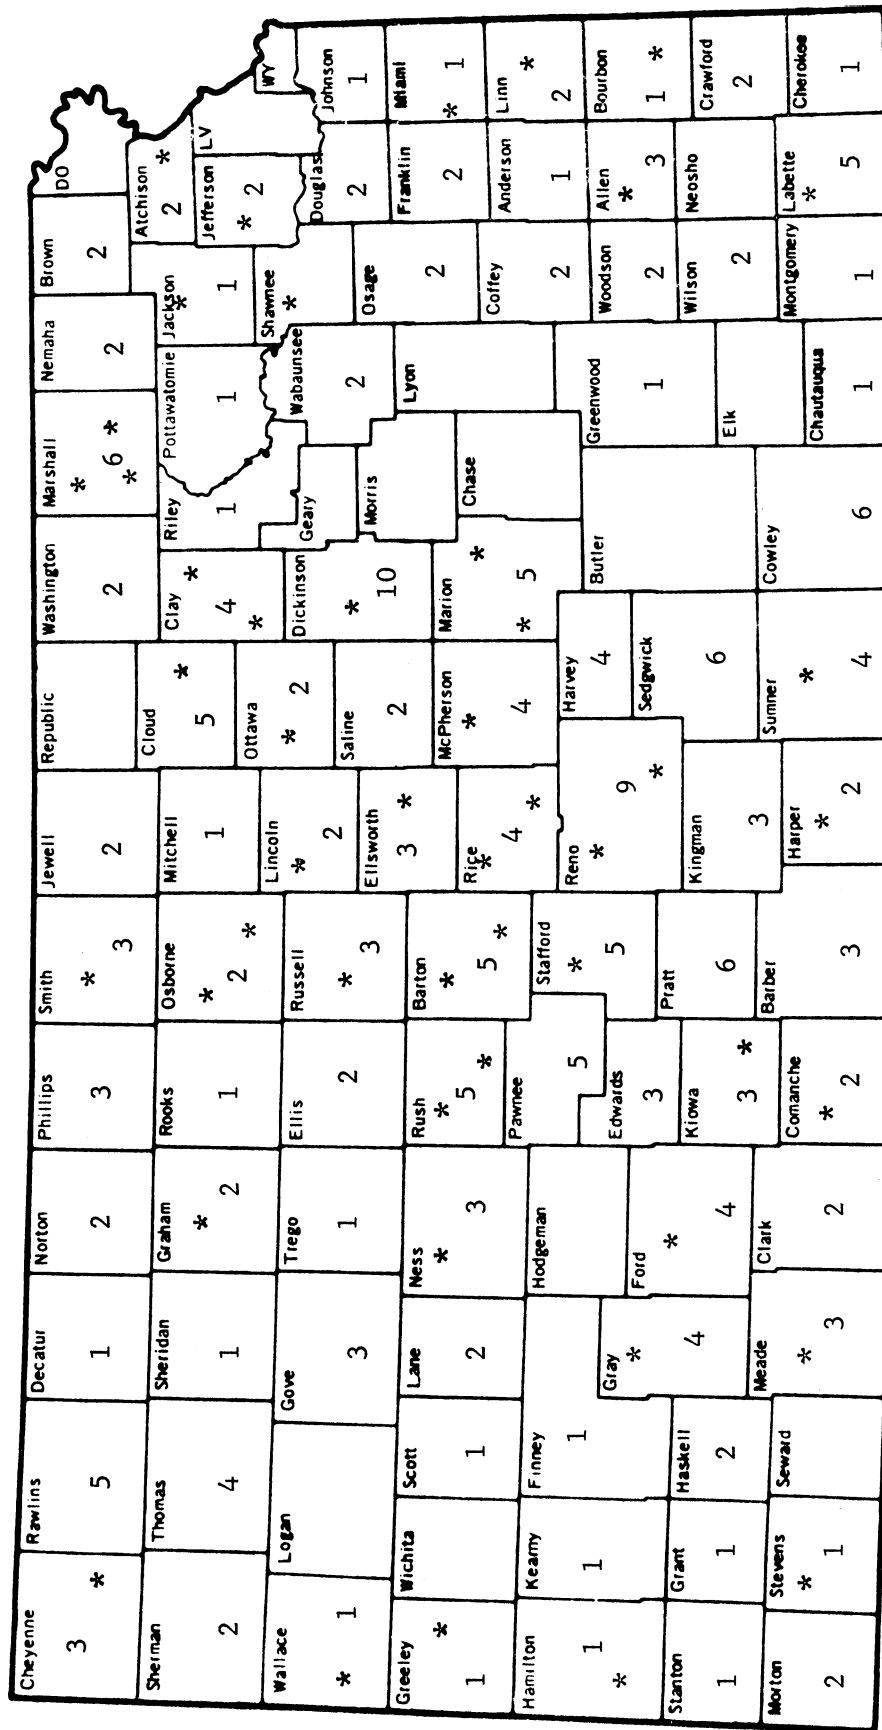 Cheyenne
3 *
Rawlins
5
Decatur
1
Norton
2
Phillips
3
Smith
* 3
Jewell
2
Republic
Washington
2
Marshall
* 6 *
*
Nemaha
2
Brown
2
DO
Sherman
2
Thomas
4
Sheridan
1
Graham
* 2
Rooks
1
Osborne
* 2 *
Mitchell
1
Cloud
5 *
Clay
* 4 *
Riley
1
Pottawatomie
1
Jackson
* 1
Atchison
2 *
Jefferson
* 2
LV
WY
Wallace
* 1
Logan
Gove
3
Trego
1
Ellis
2
Russell
* 3
Lincoln
* 2
Ottawa
* 2
Saline
2
Dickinson
* 10
Geary
Wabaunsee
2
Shawnee
*
Douglas
2
Johnson
1
Greeley
1 *
Wichita
Scott
1
Lane
2
Ness
* 3
Rush
* 5 *
Barton
* 5 *
Ellsworth
3 *
Rice
* 4 *
McPherson
* 4
Marion
* 5 *
Morris
Chase
Lyon
Osage
2
Franklin
2
Miami
* 1
Hamilton
* 1
Kearny
1
Finney
1
Hodgeman
Pawnee
5
Stafford
* 5
Reno
* 9 *
Harvey
4
Butler
Greenwood
1
Coffey
2
Anderson
1
Linn
2 *
Stanton
1
Grant
1
Haskell
2
Gray
* 4
Ford
* 4
Edwards
3
Kiowa
3 *
Pratt
6
Kingman
3
Sedgwick
6
Woodson
2
Allen
* 3
Bourbon
1 *
Morton
2
Stevens
* 1
Seward
Meade
* 3
Clark
2
Comanche
* 2
Barber
3
Harper
* 2
Sumner
* 4
Cowley
6
Elk
Chautauqua
1
Wilson
2
Montgomery
1
Neosho
Labette
* 5
Crawford
2
Cherokee
1